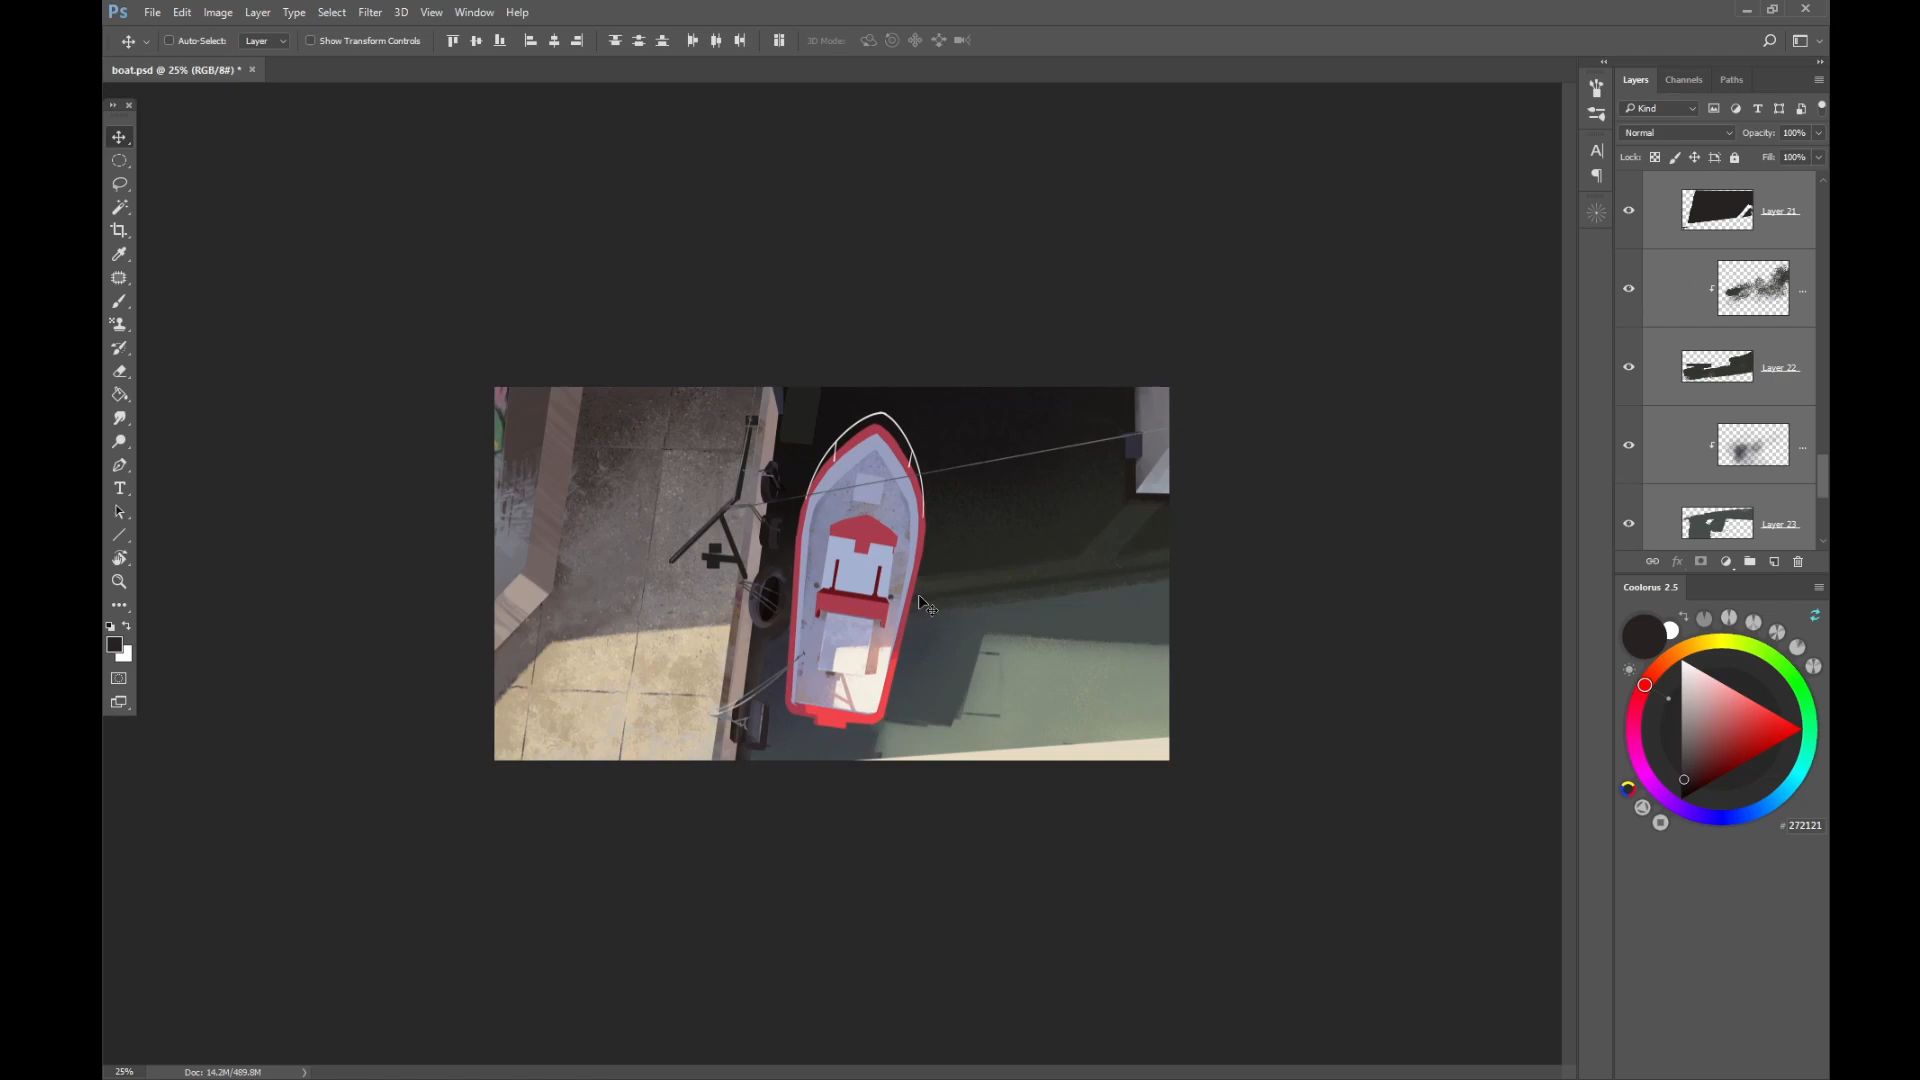 Ps File Edit Image Layer Type Select Filter 3D View Window Help
Auto-Select: Layer Show Transform Controls 3D Mode:
boat.psd @ 25% (RGB/8#) * ×
Layers Channels Paths
Kind
Normal Opacity: 100%
Lock: Fill: 100%
Layer 21
...
Layer 22
...
Layer 23
Coolorus 2.5
# 272121
25% Doc: 14.2M/489.8M